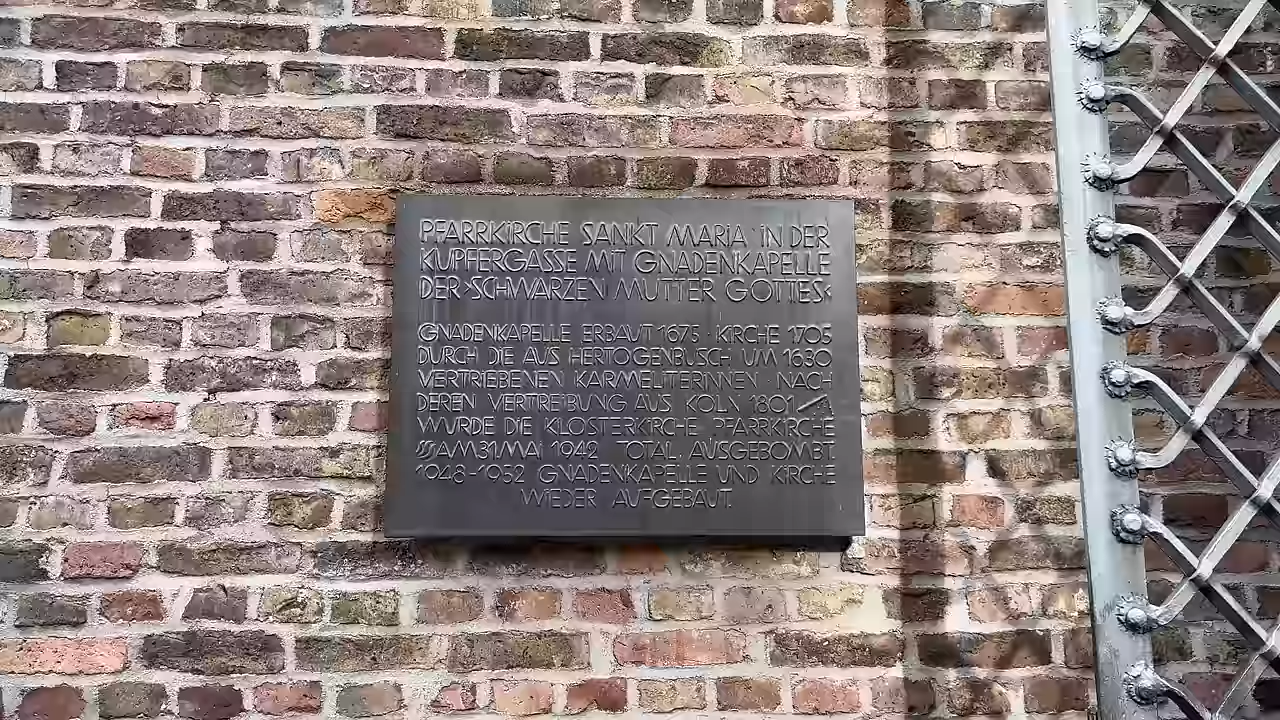 PFARRKIRCHE SANKT MARIA IN DER
KUPFERGASSE MIT GNADENKAPELLE
DER ›SCHWARZEN MUTTER GOTTES‹
GNADENKAPELLE ERBAUT 1675 · KIRCHE 1705
DURCH DIE AUS HERTOGENBUSCH UM 1630
VERTRIEBENEN KARMELITERINNEN · NACH
DEREN VERTREIBUNG AUS KÖLN 1801
WURDE DIE KLOSTERKIRCHE PFARRKIRCHE
AM 31 MAI 1942 TOTAL AUSGEBOMBT.
1948-1952 GNADENKAPELLE UND KIRCHE
WIEDER AUFGEBAUT.